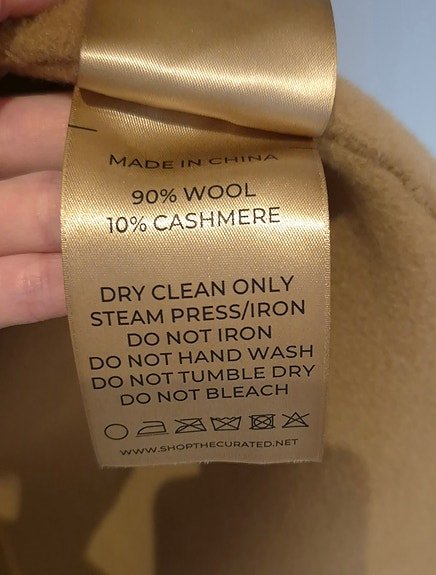 MADE IN CHINA
90% WOOL
10% CASHMERE
DRY CLEAN ONLY
STEAM PRESS/IRON
DO NOT IRON
DO NOT HAND WASH
DO NOT TUMBLE DRY
DO NOT BLEACH
WWW.SHOPTHECURATED.NET